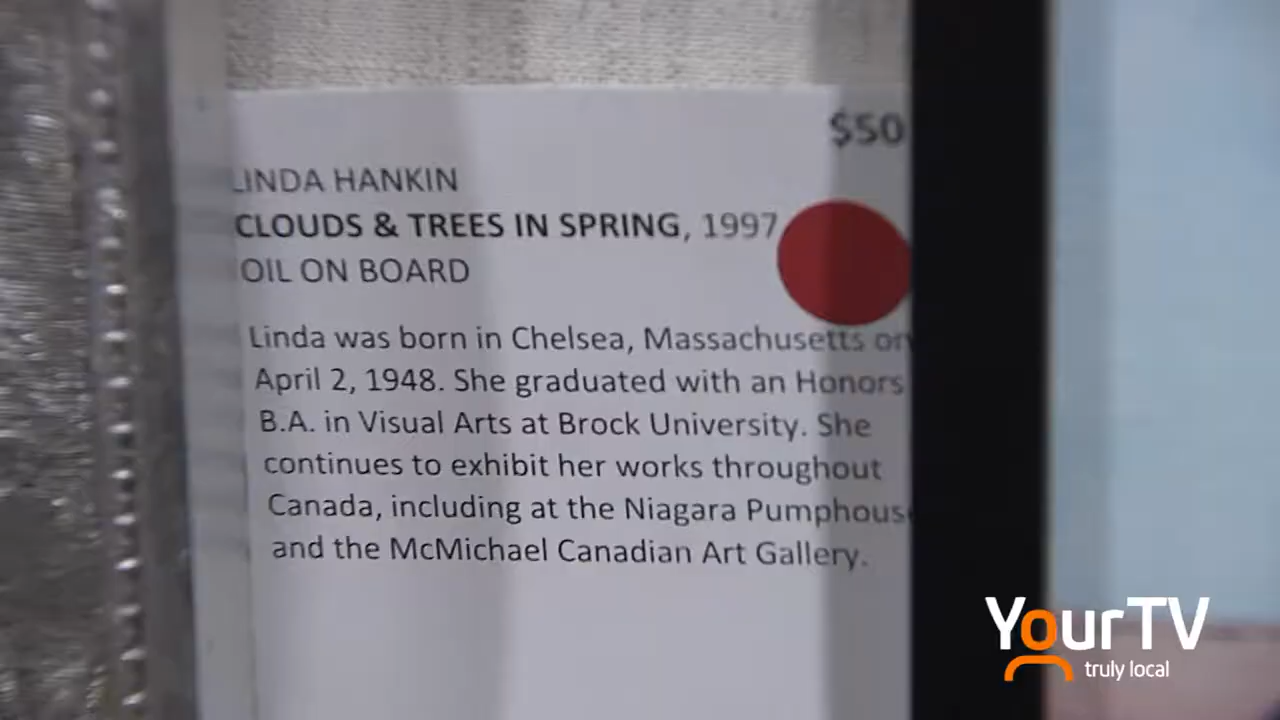 $50
LINDA HANKIN
CLOUDS & TREES IN SPRING, 1997
OIL ON BOARD
Linda was born in Chelsea, Massachusetts on
April 2, 1948. She graduated with an Honors
B.A. in Visual Arts at Brock University. She
continues to exhibit her works throughout
Canada, including at the Niagara Pumphouse
and the McMichael Canadian Art Gallery.
YourTV
truly local